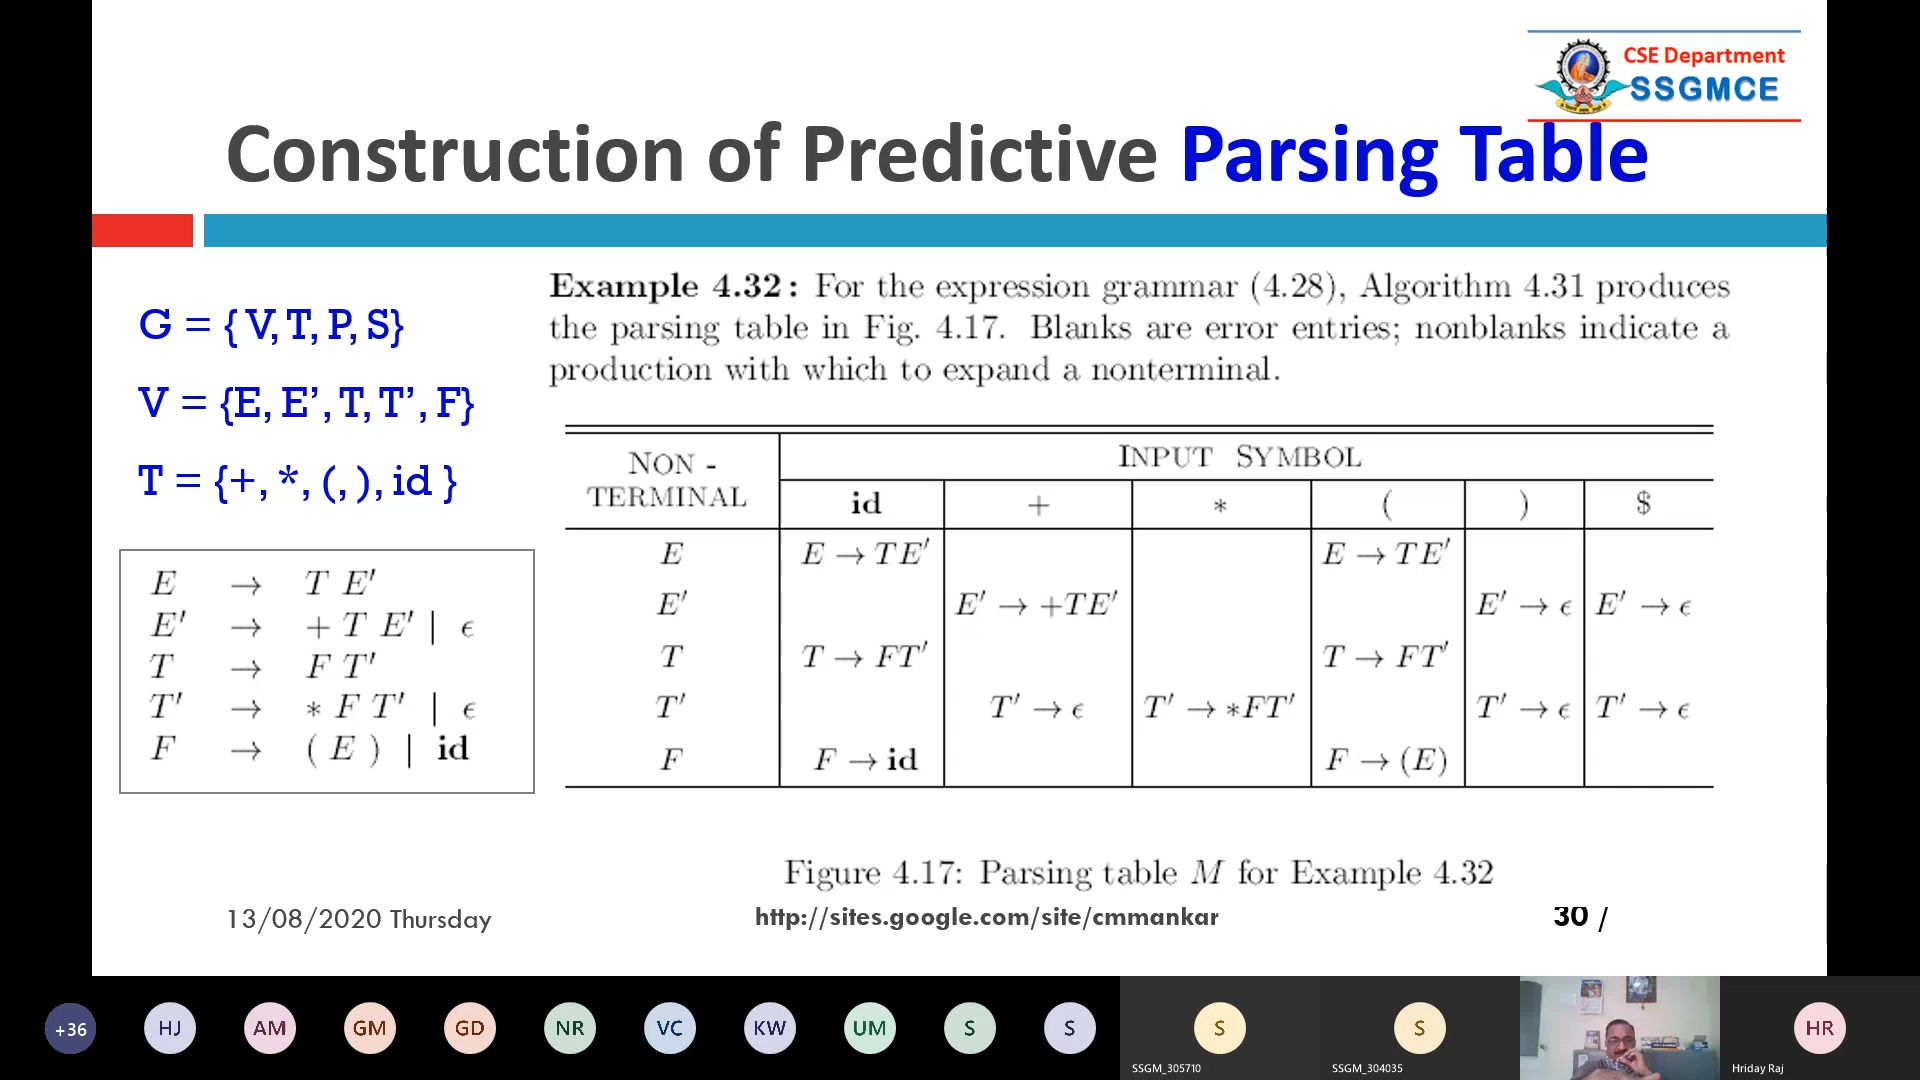 CSE Department
SSGMCE
Construction of Predictive Parsing Table
G = { V, T, P, S}
V = {E, E’, T, T’, F}
T = {+, *, (, ), id }
E → T E′
E′ → + T E′ | ϵ
T → F T′
T′ → * F T′ | ϵ
F → ( E ) | id
Example 4.32: For the expression grammar (4.28), Algorithm 4.31 produces
the parsing table in Fig. 4.17. Blanks are error entries; nonblanks indicate a
production with which to expand a nonterminal.
NON -
TERMINAL
INPUT SYMBOL
id + * ( ) $
E E → TE′ E → TE′
E′ E′ → +TE′ E′ → ϵ E′ → ϵ
T T → FT′ T → FT′
T′ T′ → ϵ T′ → *FT′ T′ → ϵ T′ → ϵ
F F → id F → (E)
Figure 4.17: Parsing table M for Example 4.32
13/08/2020 Thursday
http://sites.google.com/site/cmmankar
30 /
+36 HJ AM GM GD NR VC KW UM S S S S HR
SSGM_305710
SSGM_304035
Hriday Raj